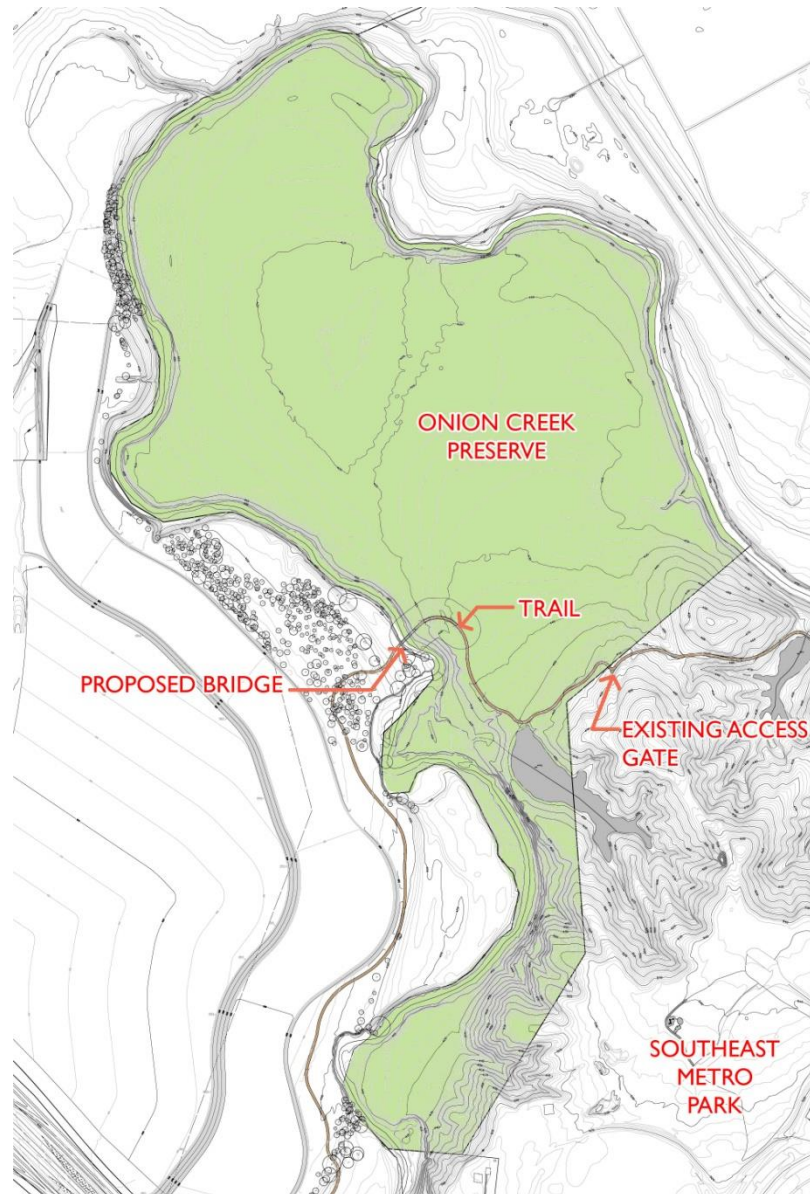 ONION CREEK
PRESERVE
TRAIL
PROPOSED BRIDGE
EXISTING ACCESS
GATE
SOUTHEAST
METRO
PARK